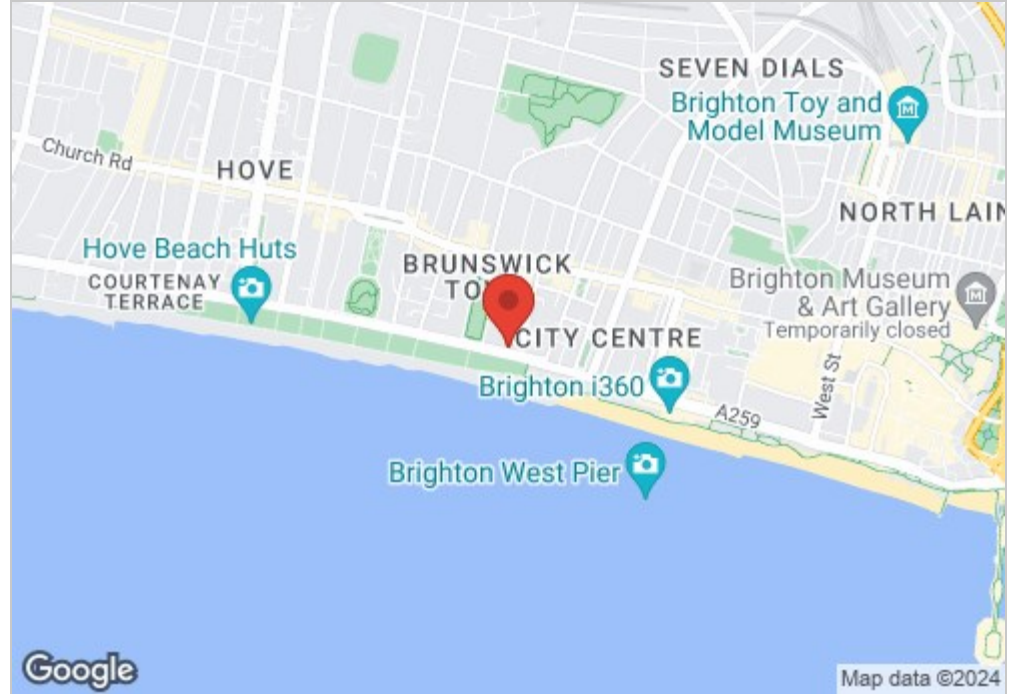 SEVEN DIALS
Brighton Toy and
Model Museum
Church Rd
HOVE
NORTH LAIN
Hove Beach Huts
COURTENAY
TERRACE
BRUNSWICK
TO
Brighton Museum
& Art Gallery
Temporarily closed
CITY CENTRE
Brighton i360
West St
A259
Brighton West Pier
Google
Map data ©2024